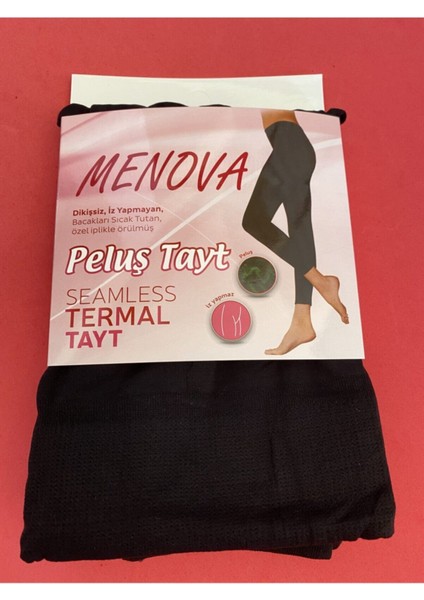 MENOVA
Dikişsiz, İz Yapmayan,
Bacakları Sıcak Tutan,
özel iplikle örülmüş
Peluş Tayt
Peluş
SEAMLESS
TERMAL
TAYT
İz yapmaz